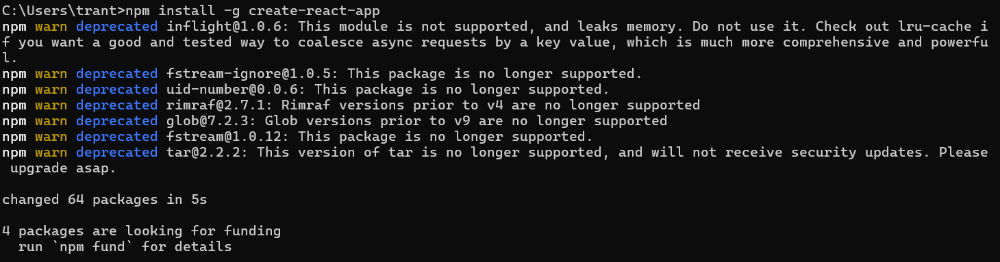 C:\Users\trant>npm install -g create-react-app
npm warn deprecated inflight@1.0.6: This module is not supported, and leaks memory. Do not use it. Check out lru-cache i
f you want a good and tested way to coalesce async requests by a key value, which is much more comprehensive and powerfu
l.
npm warn deprecated fstream-ignore@1.0.5: This package is no longer supported.
npm warn deprecated uid-number@0.0.6: This package is no longer supported.
npm warn deprecated rimraf@2.7.1: Rimraf versions prior to v4 are no longer supported
npm warn deprecated glob@7.2.3: Glob versions prior to v9 are no longer supported
npm warn deprecated fstream@1.0.12: This package is no longer supported.
npm warn deprecated tar@2.2.2: This version of tar is no longer supported, and will not receive security updates. Please
 upgrade asap.

changed 64 packages in 5s

4 packages are looking for funding
  run `npm fund` for details